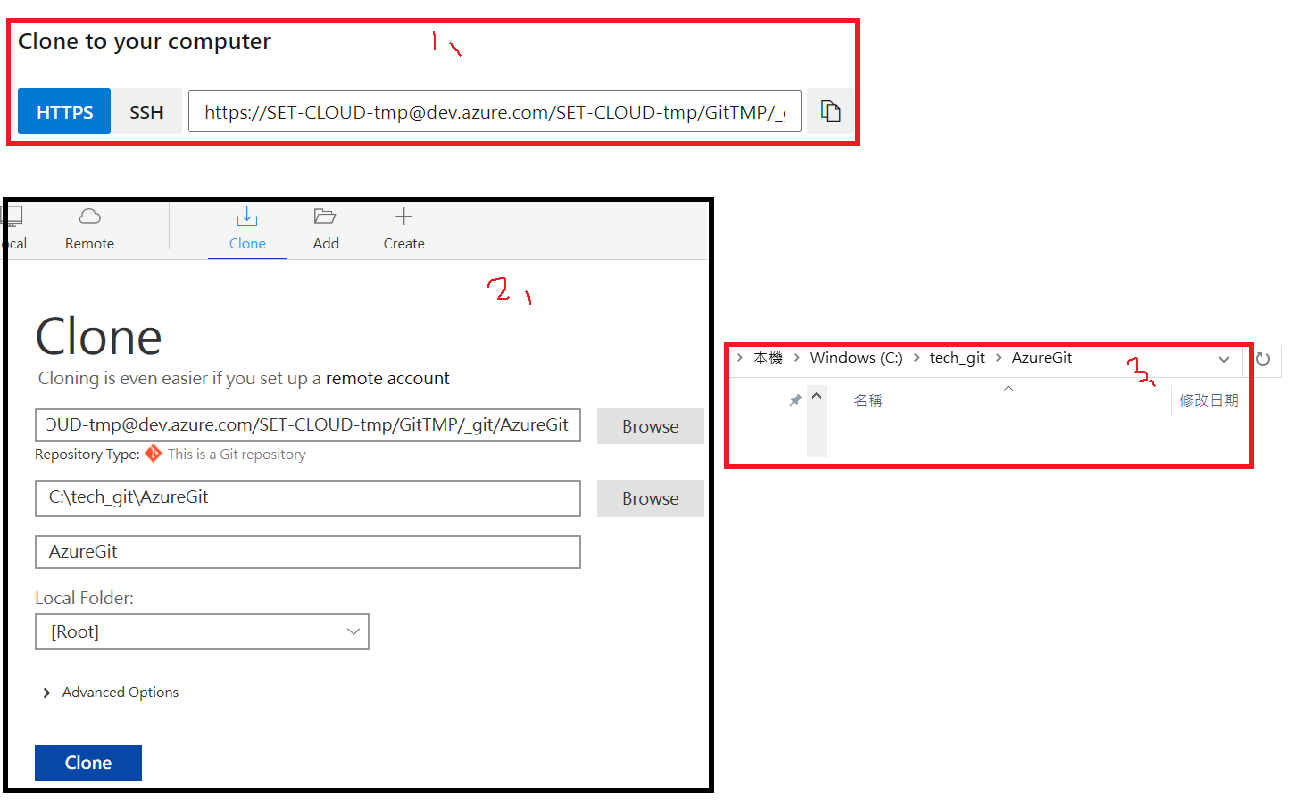 Clone to your computer
1、
HTTPS SSH https://SET-CLOUD-tmp@dev.azure.com/SET-CLOUD-tmp/GitTMP/_
Remote Clone Add Create
2、
Clone
Cloning is even easier if you set up a remote account
OUD-tmp@dev.azure.com/SET-CLOUD-tmp/GitTMP/_git/AzureGit Browse
Repository Type: This is a Git repository
C:\tech_git\AzureGit Browse
AzureGit
Local Folder:
[Root]
Advanced Options
Clone
本機 > Windows (C:) > tech_git > AzureGit
3、
名稱 修改日期